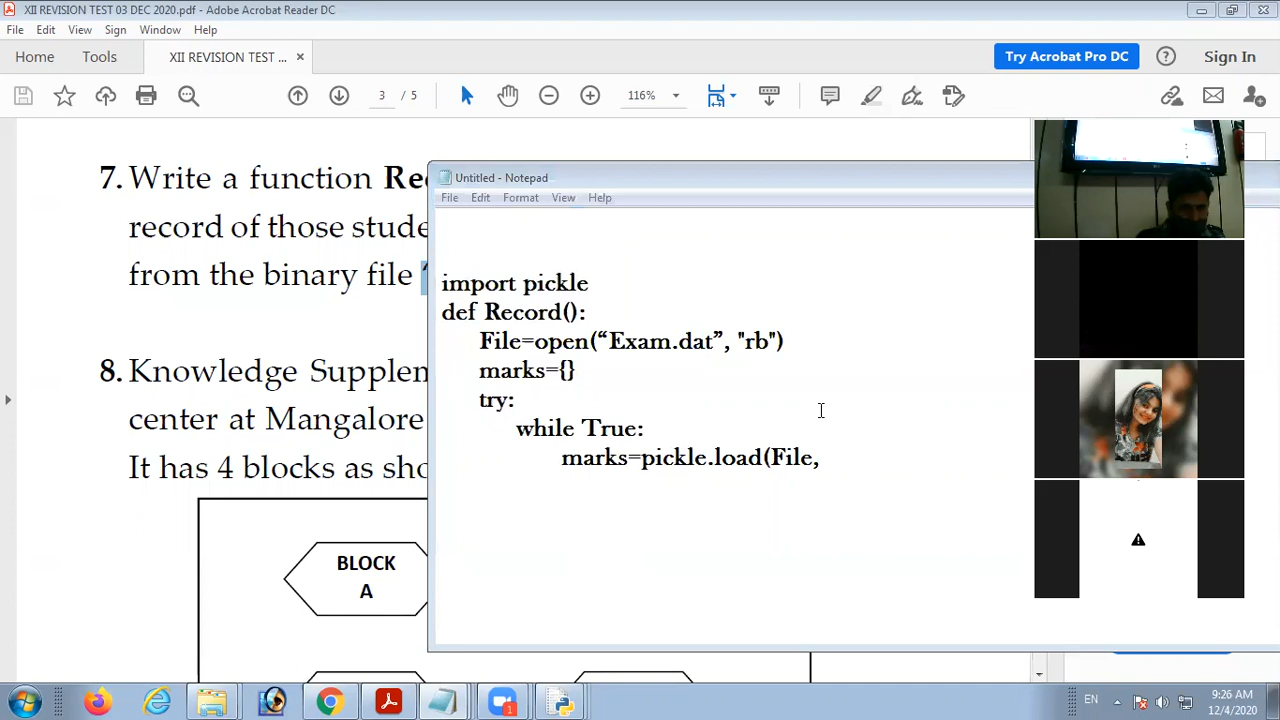 XII REVISION TEST 03 DEC 2020.pdf - Adobe Acrobat Reader DC
File Edit View Sign Window Help
Home Tools XII REVISION TEST ... × Try Acrobat Pro DC Sign In
3 / 5 116%
7. Write a function
record of those
from the binary file
8. Knowledge
center at Mangalore
It has 4 blocks as
BLOCK
A
Untitled - Notepad
File Edit Format View Help
import pickle
def Record():
File=open(“Exam.dat”, "rb")
marks={}
try:
while True:
marks=pickle.load(File,
EN 9:26 AM
12/4/2020